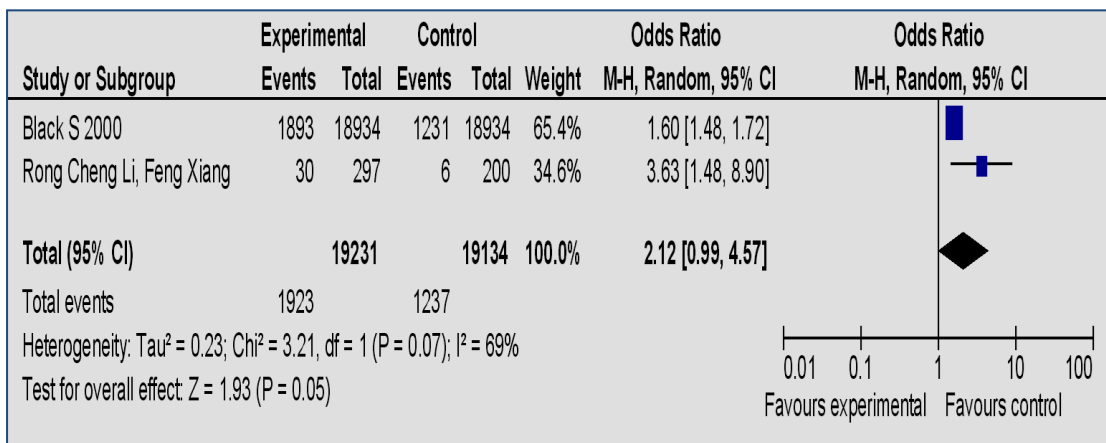 Experimental Control Odds Ratio Odds Ratio
Study or Subgroup Events Total Events Total Weight M-H, Random, 95% CI M-H, Random, 95% CI
Black S 2000 1893 18934 1231 18934 65.4% 1.60 [1.48, 1.72]
Rong Cheng Li, Feng Xiang 30 297 6 200 34.6% 3.63 [1.48, 8.90]
Total (95% CI) 19231 19134 100.0% 2.12 [0.99, 4.57]
Total events 1923 1237
Heterogeneity: Tau² = 0.23; Chi² = 3.21, df = 1 (P = 0.07); I² = 69%
Test for overall effect: Z = 1.93 (P = 0.05)
0.01 0.1 1 10 100
Favours experimental Favours control